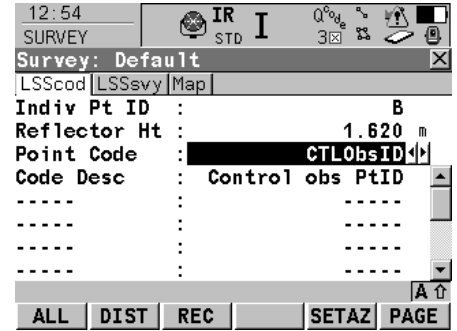 12:54
SURVEY
IR
STD
I
3
Survey: Default
LSScod LSSsvy Map
Indiv Pt ID : B
Reflector Ht : 1.620 m
Point Code : CTLObsID
Code Desc : Control obs PtID
----- : -----
----- : -----
----- : -----
----- : -----
A
ALL DIST REC SETAZ PAGE